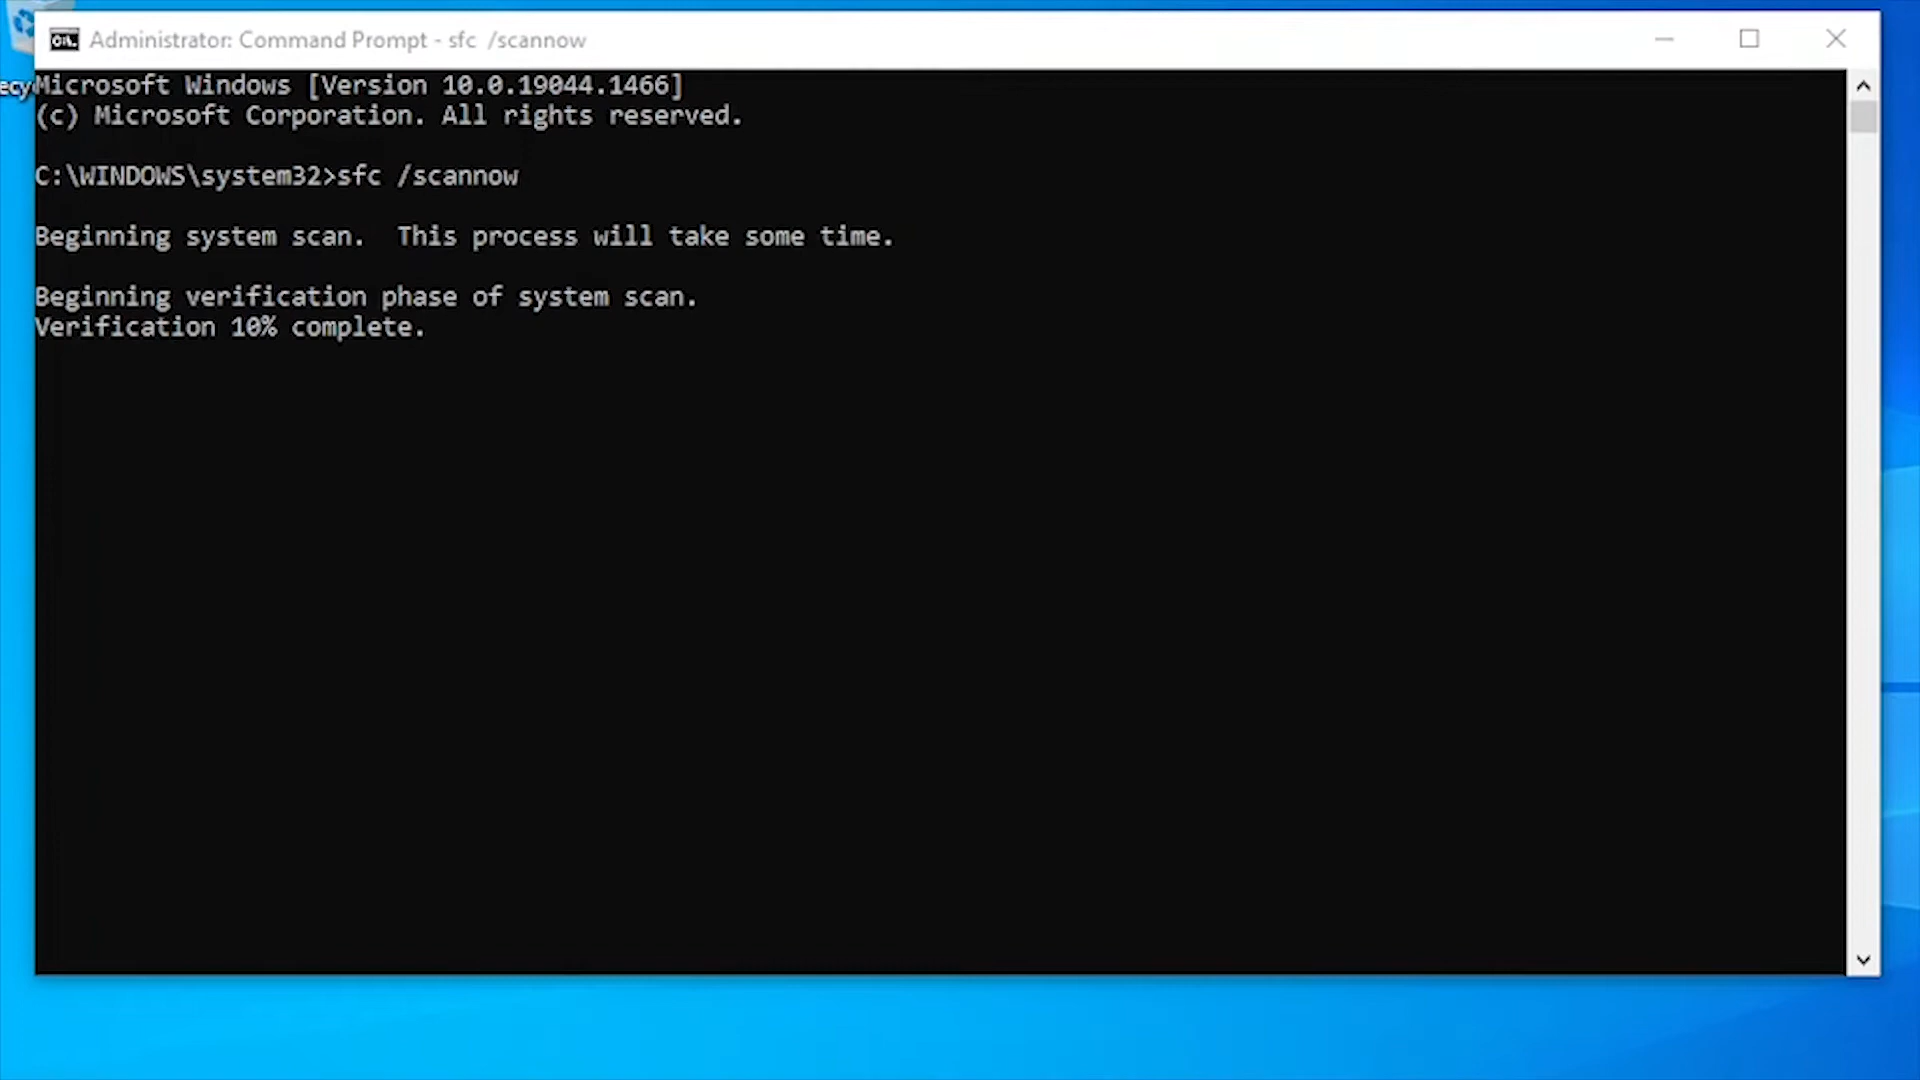 Administrator: Command Prompt - sfc  /scannow
Microsoft Windows [Version 10.0.19044.1466]
(c) Microsoft Corporation. All rights reserved.
C:\WINDOWS\system32>sfc /scannow
Beginning system scan.  This process will take some time.
Beginning verification phase of system scan.
Verification 10% complete.